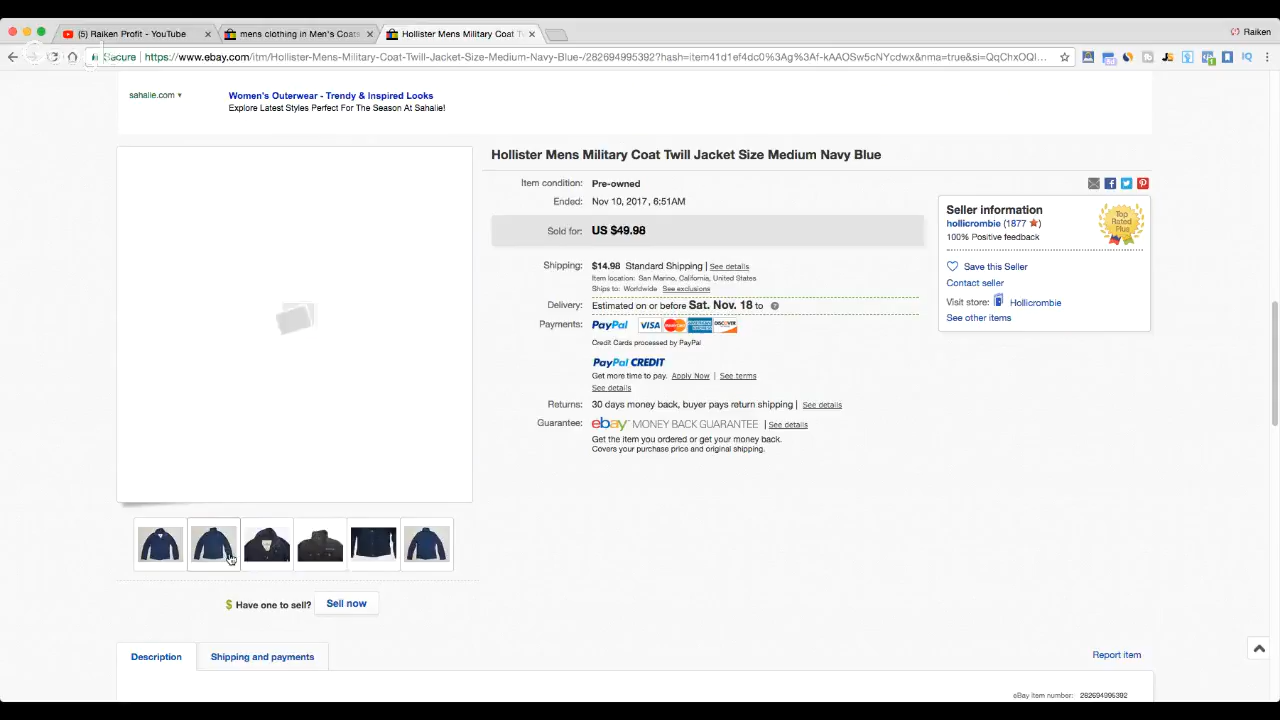 (5) Raiken Profit - YouTube
mens clothing in Men's Coats
Hollister Mens Military Coat T
Raiken
Secure
https://www.ebay.com/itm/Hollister-Mens-Military-Coat-Twill-Jacket-Size-Medium-Navy-Blue-/282694995392?hash=item41d1ef4dc0%3Ag%3Af-kAAOSw5cNYcdwx&nma=true&si=QqChxOQI...
sahalie.com
Women's Outerwear - Trendy & Inspired Looks
Explore Latest Styles Perfect For The Season At Sahalie!
Hollister Mens Military Coat Twill Jacket Size Medium Navy Blue
Item condition: Pre-owned
Ended: Nov 10, 2017 , 6:51AM
Sold for: US $49.98
Shipping: $14.98 Standard Shipping | See details
Item location: San Marino, California, United States
Ships to: Worldwide See exclusions
Delivery: Estimated on or before Sat. Nov. 18 to
Payments: PayPal VISA MasterCard AMERICAN EXPRESS DISCOVER
Credit Cards processed by PayPal
PayPal CREDIT
Get more time to pay. Apply Now | See terms
See details
Returns: 30 days money back, buyer pays return shipping | See details
Guarantee: ebay MONEY BACK GUARANTEE | See details
Get the item you ordered or get your money back.
Covers your purchase price and original shipping.
Seller information
hollicrombie (1877 )
100% Positive feedback
Top Rated Plus
Save this Seller
Contact seller
Visit store: Hollicrombie
See other items
$ Have one to sell? Sell now
Description
Shipping and payments
Report item
eBay item number: 282694995392